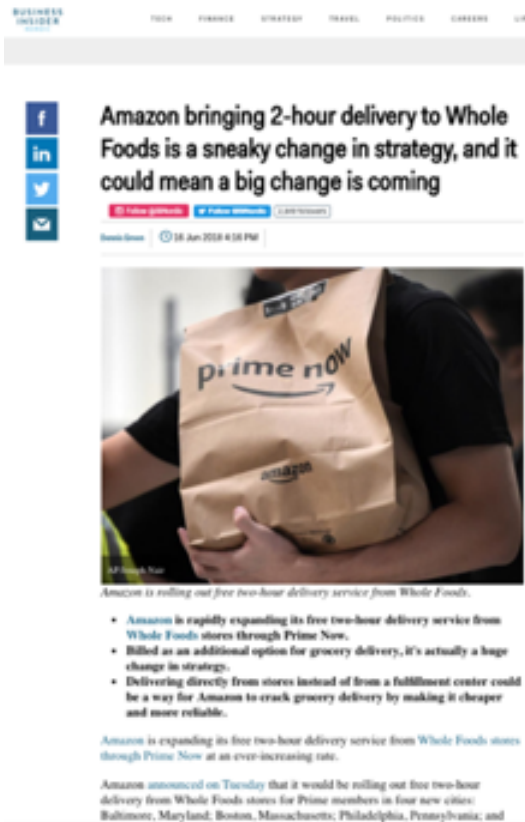 BUSINESS
INSIDER
NORDIC
TECH FINANCE STRATEGY TRAVEL POLITICS CAREERS
Amazon bringing 2-hour delivery to Whole
Foods is a sneaky change in strategy, and it
could mean a big change is coming
Dennis Green 16 Jun 2018 4:16 PM
prime now
amazon
AP/Joseph Nair
Amazon is rolling out free two-hour delivery service from Whole Foods.
• Amazon is rapidly expanding its free two-hour delivery service from
Whole Foods stores through Prime Now.
• Billed as an additional option for grocery delivery, it's actually a huge
change in strategy.
• Delivering directly from stores instead of from a fulfillment center could
be a way for Amazon to crack grocery delivery by making it cheaper
and more reliable.
Amazon is expanding its free two-hour delivery service from Whole Foods stores
through Prime Now at an ever-increasing rate.
Amazon announced on Tuesday that it would be rolling out free two-hour
delivery from Whole Foods stores for Prime members in four new cities:
Baltimore, Maryland; Boston, Massachusetts; Philadelphia, Pennsylvania; and